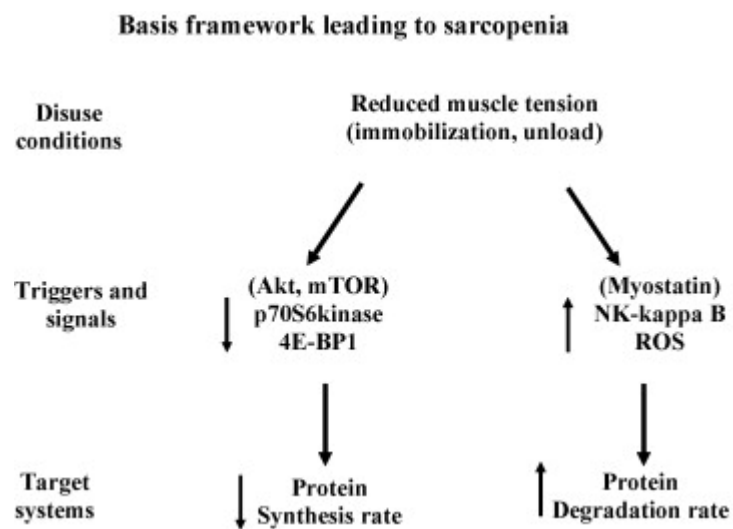 Basis framework leading to sarcopenia
Disuse
conditions
Reduced muscle tension
(immobilization, unload)
Triggers and
signals
(Akt, mTOR)
p70S6kinase
4E-BP1
(Myostatin)
NK-kappa B
ROS
Target
systems
Protein
Synthesis rate
Protein
Degradation rate